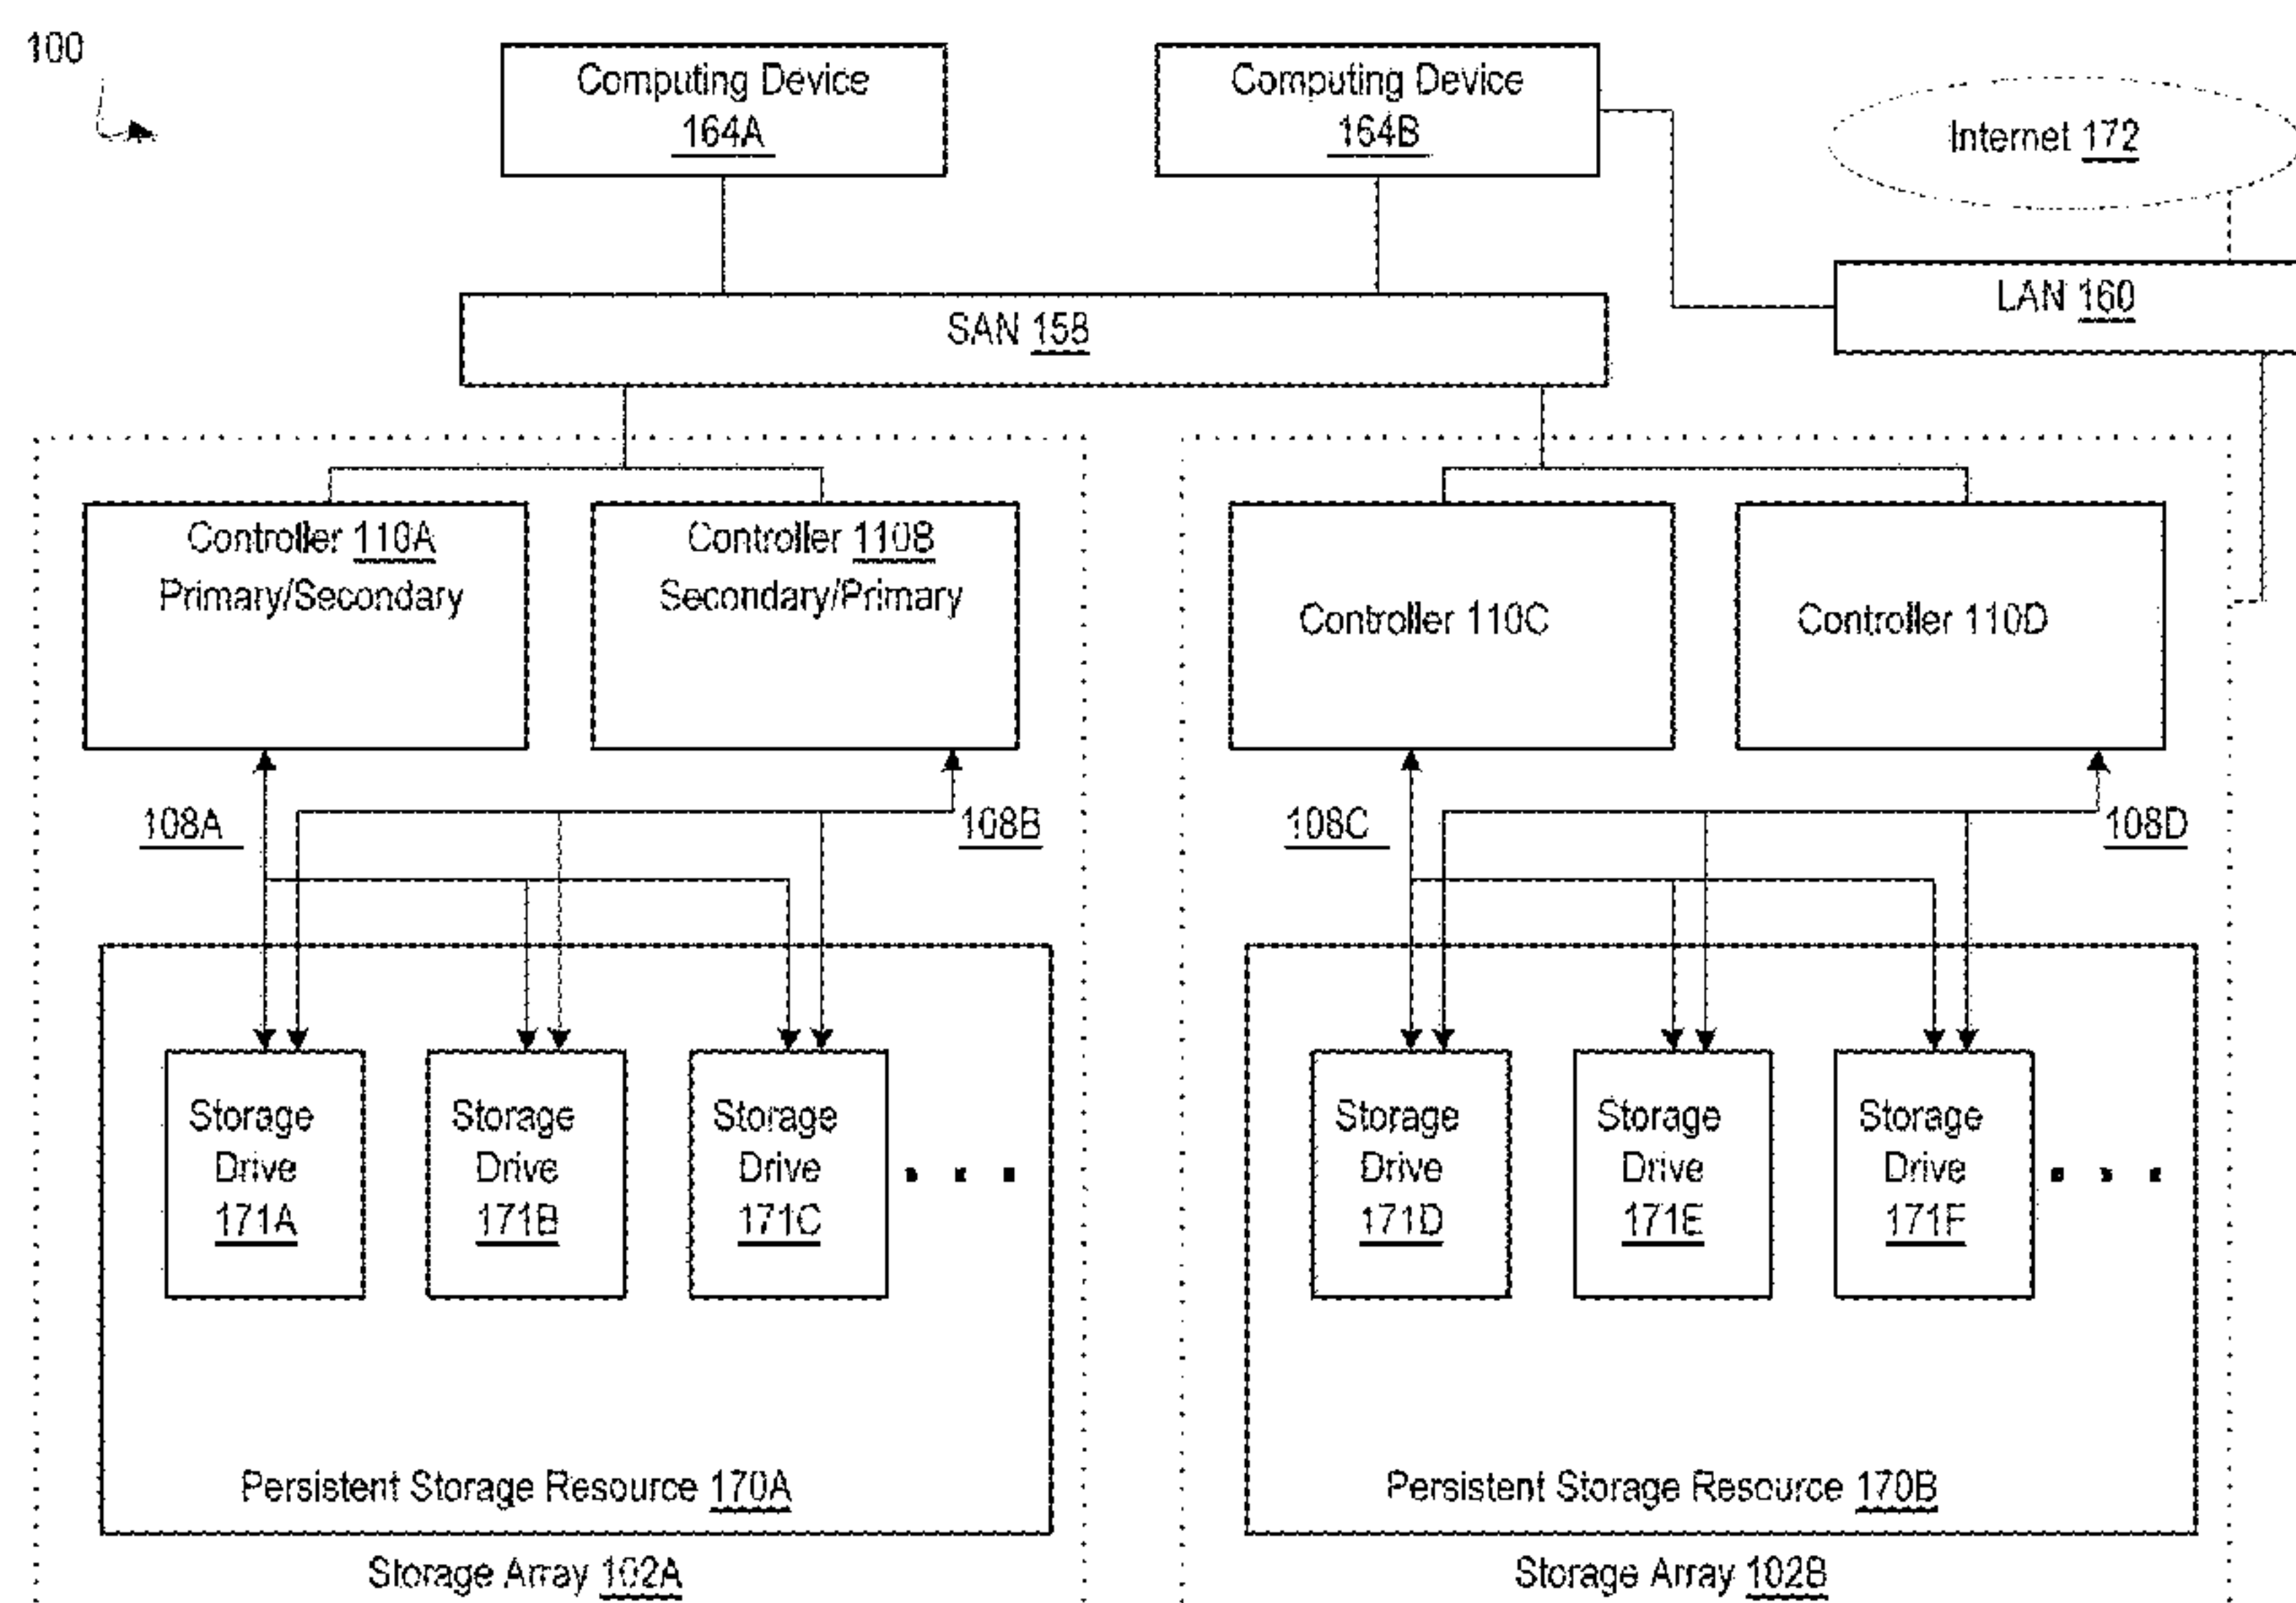 100
Computing Device
164A
Computing Device
164B
Internet 172
LAN 160
SAN 158
Controller 110A
Primary/Secondary
Controller 110B
Secondary/Primary
Controller 110C
Controller 110D
108A
108B
108C
108D
Storage
Drive
171A
Storage
Drive
171B
Storage
Drive
171C
Storage
Drive
171D
Storage
Drive
171E
Storage
Drive
171F
Persistent Storage Resource 170A
Persistent Storage Resource 170B
Storage Array 102A
Storage Array 102B